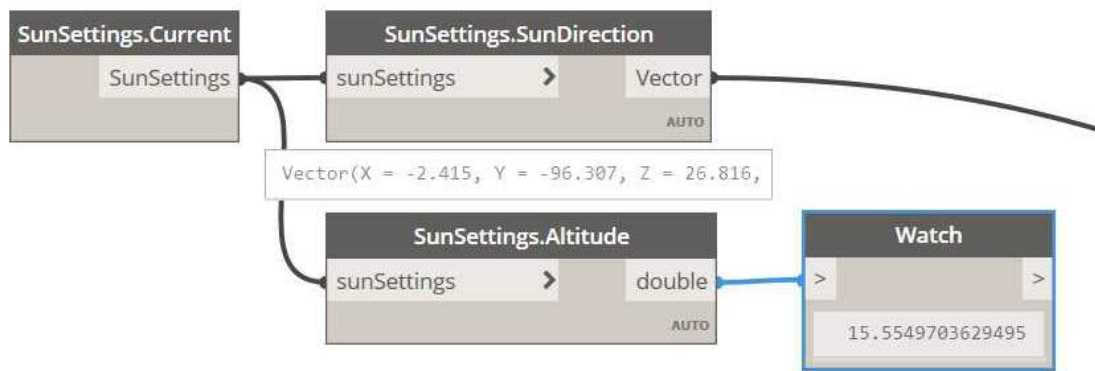 SunSettings.Current
SunSettings
SunSettings.SunDirection
sunSettings > Vector
AUTO
Vector(X = -2.415, Y = -96.307, Z = 26.816,
SunSettings.Altitude
sunSettings > double
AUTO
Watch
> >
15.5549703629495